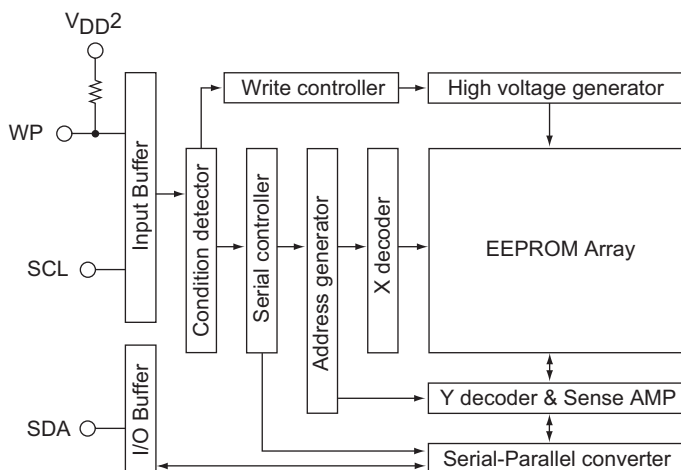 VDD2
Write controller
High voltage generator
WP
Input Buffer
Condition detector
Serial controller
Address generator
X decoder
EEPROM Array
SCL
I/O Buffer
Y decoder & Sense AMP
SDA
Serial-Parallel converter